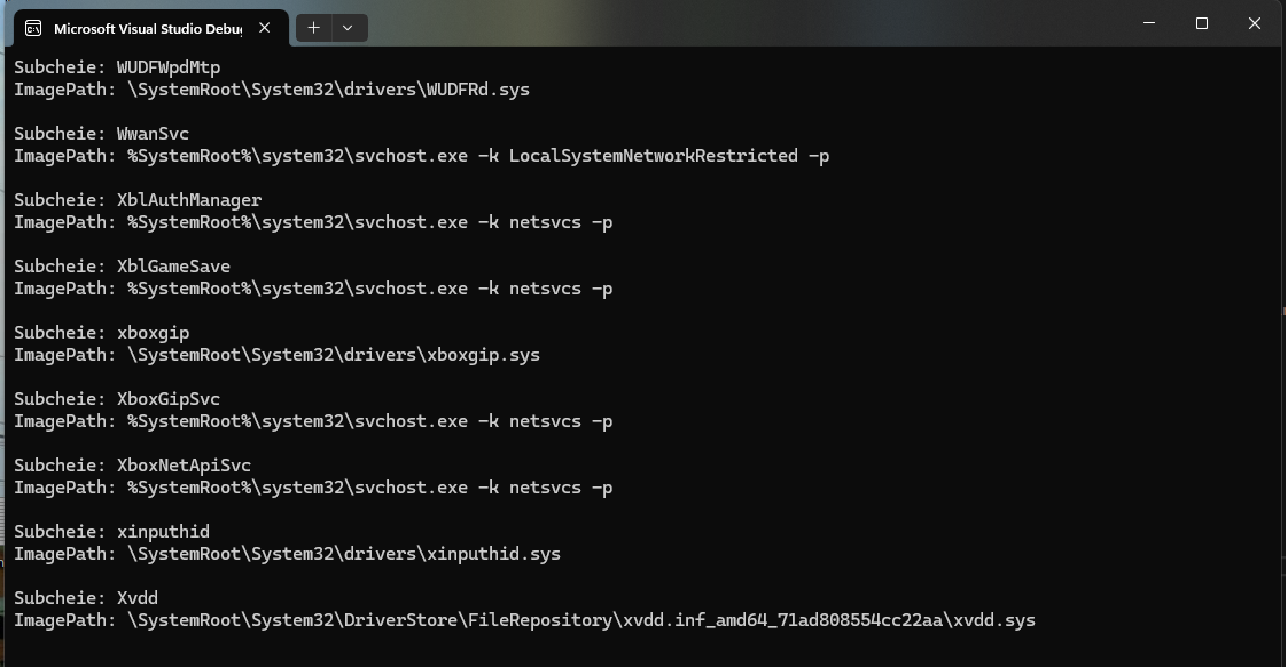 Microsoft Visual Studio Debug
Subcheie: WUDFWpdMtp
ImagePath: \SystemRoot\System32\drivers\WUDFRd.sys
Subcheie: WwanSvc
ImagePath: %SystemRoot%\system32\svchost.exe -k LocalSystemNetworkRestricted -p
Subcheie: XblAuthManager
ImagePath: %SystemRoot%\system32\svchost.exe -k netsvcs -p
Subcheie: XblGameSave
ImagePath: %SystemRoot%\system32\svchost.exe -k netsvcs -p
Subcheie: xboxgip
ImagePath: \SystemRoot\System32\drivers\xboxgip.sys
Subcheie: XboxGipSvc
ImagePath: %SystemRoot%\system32\svchost.exe -k netsvcs -p
Subcheie: XboxNetApiSvc
ImagePath: %SystemRoot%\system32\svchost.exe -k netsvcs -p
Subcheie: xinputhid
ImagePath: \SystemRoot\System32\drivers\xinputhid.sys
Subcheie: Xvdd
ImagePath: \SystemRoot\System32\DriverStore\FileRepository\xvdd.inf_amd64_71ad808554cc22aa\xvdd.sys